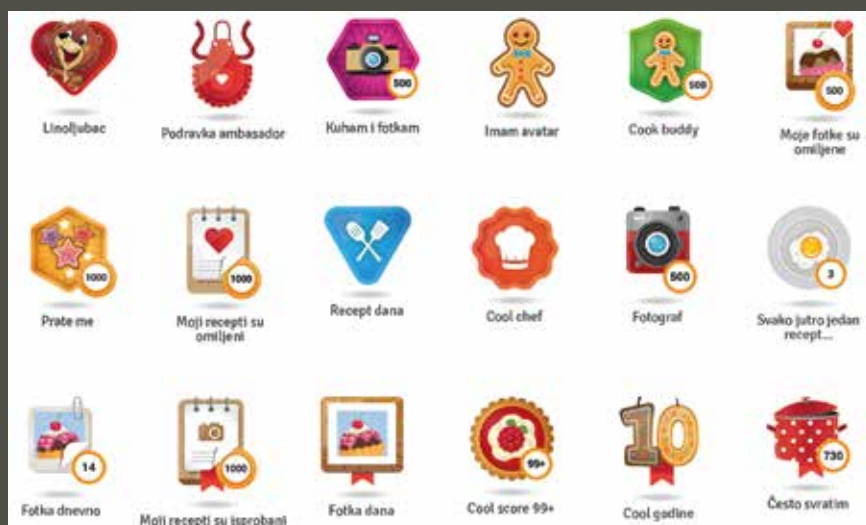 Linoljubac
Podravka ambasador
500
Kuham i fotkam
Imam avatar
500
Cook buddy
500
Moje fotke su
omiljene
1000
Prate me
1000
Moji recepti su
omiljeni
Recept dana
Cool chef
500
Fotograf
3
Svako jutro jedan
recept...
14
Fotka dnevno
1000
Moji recepti su isprobani
Fotka dana
99+
Cool score 99+
10
Cool godine
730
Često svratim